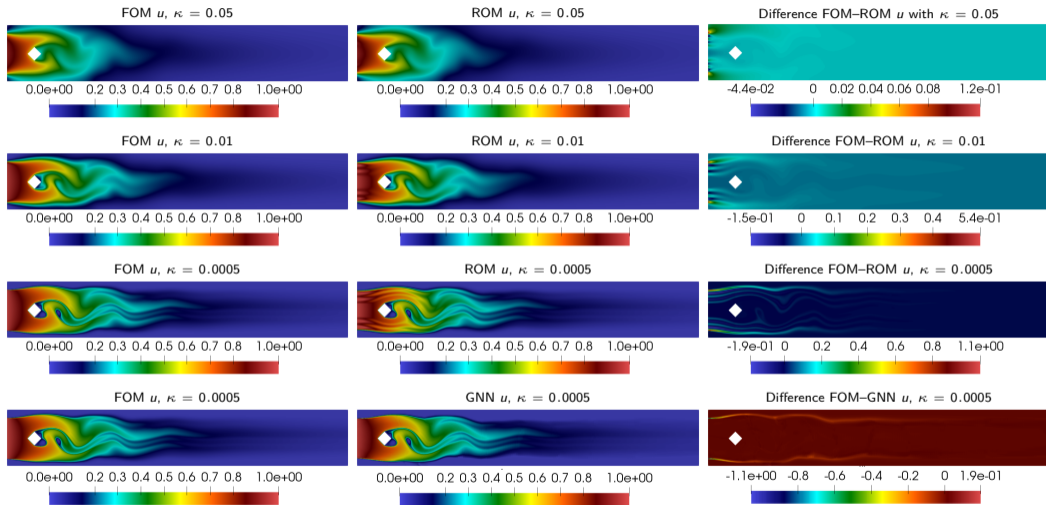 FOM u, κ = 0.05
ROM u, κ = 0.05
Difference FOM–ROM u with κ = 0.05
0.0e+00 0.2 0.3 0.4 0.5 0.6 0.7 0.8 1.0e+00
0.0e+00 0.2 0.3 0.4 0.5 0.6 0.7 0.8 1.0e+00
-4.4e-02 0 0.02 0.04 0.06 0.08 1.2e-01
FOM u, κ = 0.01
ROM u, κ = 0.01
Difference FOM–ROM u, κ = 0.01
0.0e+00 0.2 0.3 0.4 0.5 0.6 0.7 0.8 1.0e+00
0.0e+00 0.2 0.3 0.4 0.5 0.6 0.7 0.8 1.0e+00
-1.5e-01 0 0.1 0.2 0.3 5.4e-01
FOM u, κ = 0.0005
ROM u, κ = 0.0005
Difference FOM–ROM u, κ = 0.0005
0.0e+00 0.2 0.3 0.4 0.5 0.6 0.7 0.8 1.0e+00
0.0e+00 0.2 0.3 0.4 0.5 0.6 0.7 0.8 1.0e+00
-1.9e-01 0 0.2 0.4 0.6 1.1e+00
FOM u, κ = 0.0005
GNN u, κ = 0.0005
Difference FOM–GNN u, κ = 0.0005
0.0e+00 0.2 0.3 0.4 0.5 0.6 0.7 0.8 1.0e+00
0.0e+00 0.2 0.3 0.4 0.5 0.6 0.7 0.8 1.0e+00
-1.1e+00 -0.8 -0.6 -0.4 -0.2 0 1.9e-01